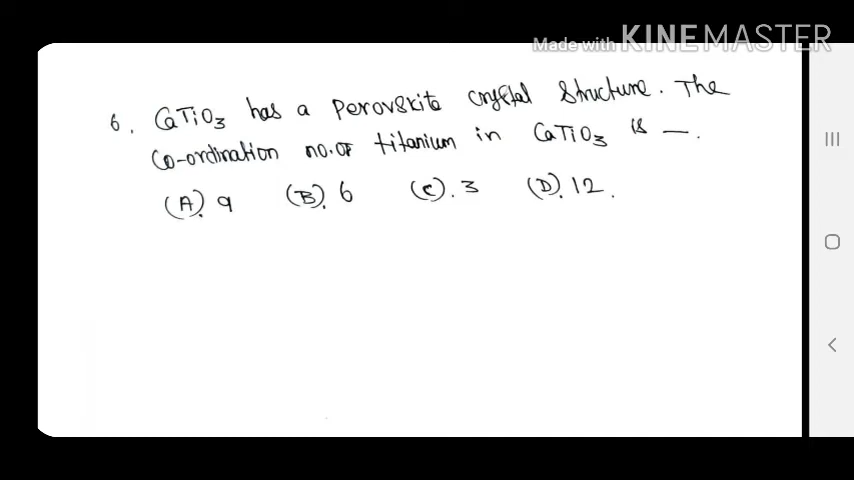 Made with KINEMASTER
6. CaTiO3 has a perovskite crystal structure. The
co-ordination no. of titanium in CaTiO3 is —.
(A). 9 (B). 6 (C). 3 (D). 12.